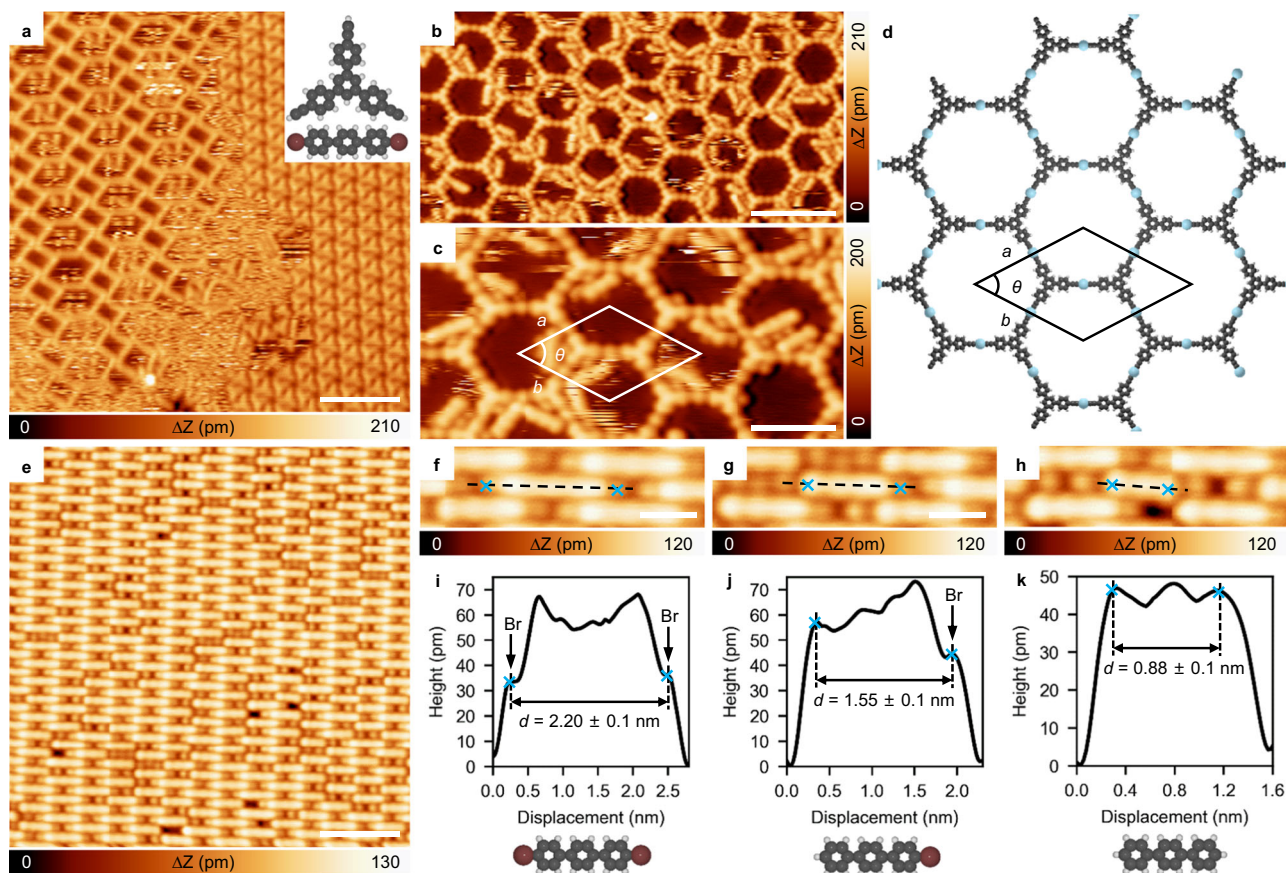 a
0 ΔZ (pm) 210
b
210
ΔZ (pm)
0
c
a
θ
b
200
ΔZ (pm)
0
d
a
θ
b
e
0 ΔZ (pm) 130
f
0 ΔZ (pm) 120
g
0 ΔZ (pm) 120
h
0 ΔZ (pm) 120
i
70
60
50
40
30
20
10
0
Height (pm)
Br
Br
d = 2.20 ± 0.1 nm
0.0 0.5 1.0 1.5 2.0 2.5
Displacement (nm)
j
70
60
50
40
30
20
10
0
Height (pm)
Br
d = 1.55 ± 0.1 nm
0.0 0.5 1.0 1.5 2.0
Displacement (nm)
k
50
40
30
20
10
0
Height (pm)
d = 0.88 ± 0.1 nm
0.0 0.4 0.8 1.2 1.6
Displacement (nm)